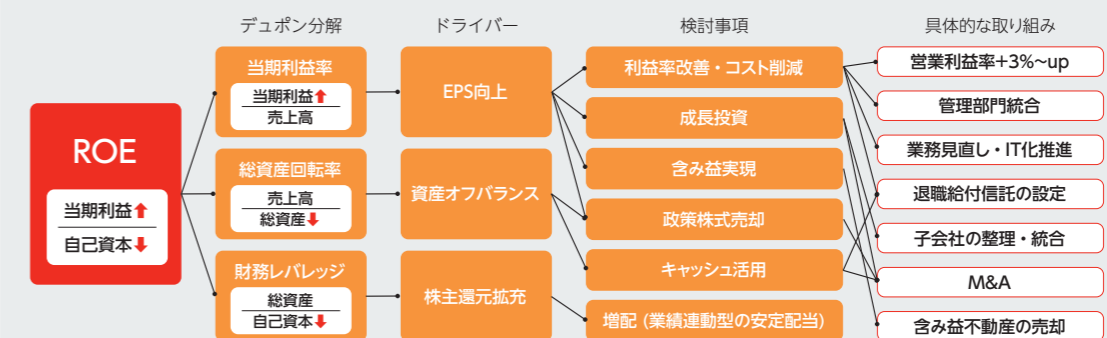 デュポン分解
ドライバー
検討事項
具体的な取り組み
ROE
当期利益⬆
自己資本⬇
当期利益率
当期利益⬆
売上高
総資産回転率
売上高
総資産⬇
財務レバレッジ
総資産
自己資本⬇
EPS向上
資産オフバランス
株主還元拡充
利益率改善・コスト削減
成長投資
含み益実現
政策株式売却
キャッシュ活用
増配 (業績連動型の安定配当)
営業利益率+3%~up
管理部門統合
業務見直し・IT化推進
退職給付信託の設定
子会社の整理・統合
M&A
含み益不動産の売却